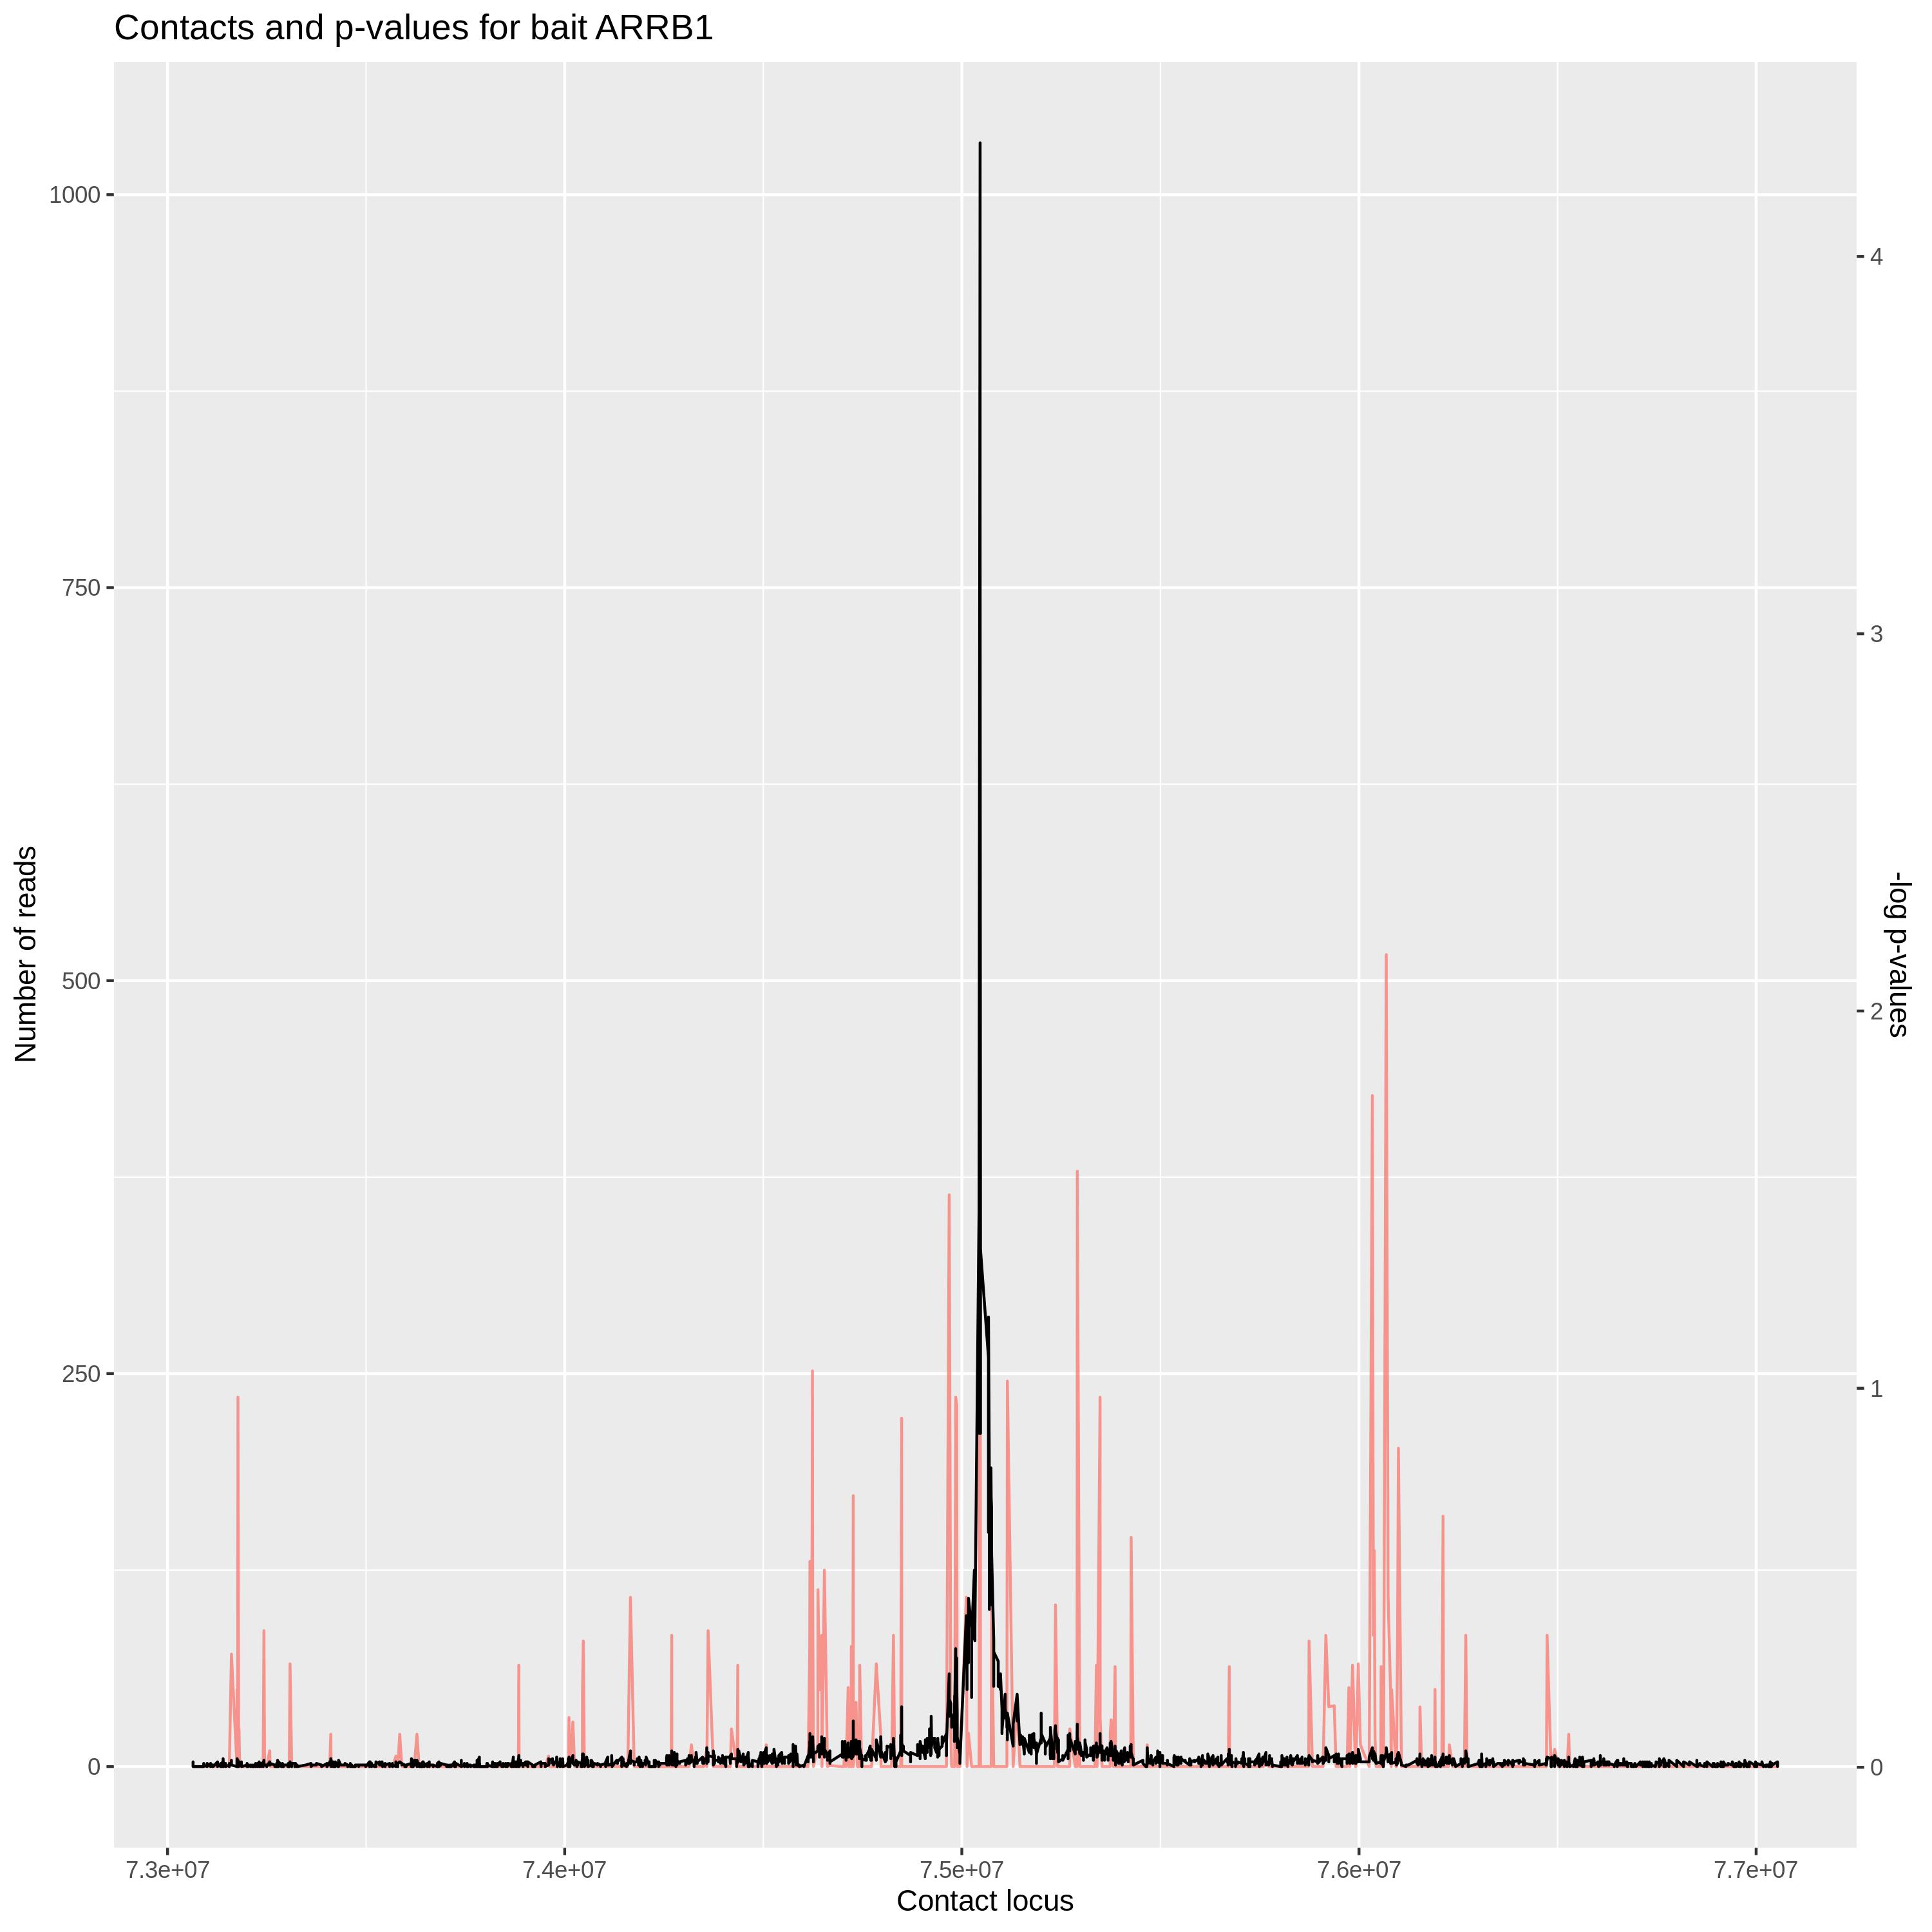 Contacts and p-values for bait ARRB1
1000
750
500
250
0
Number of reads
4
3
2
1
0
-log p-values
7.3e+07 7.4e+07 7.5e+07 7.6e+07 7.7e+07
Contact locus